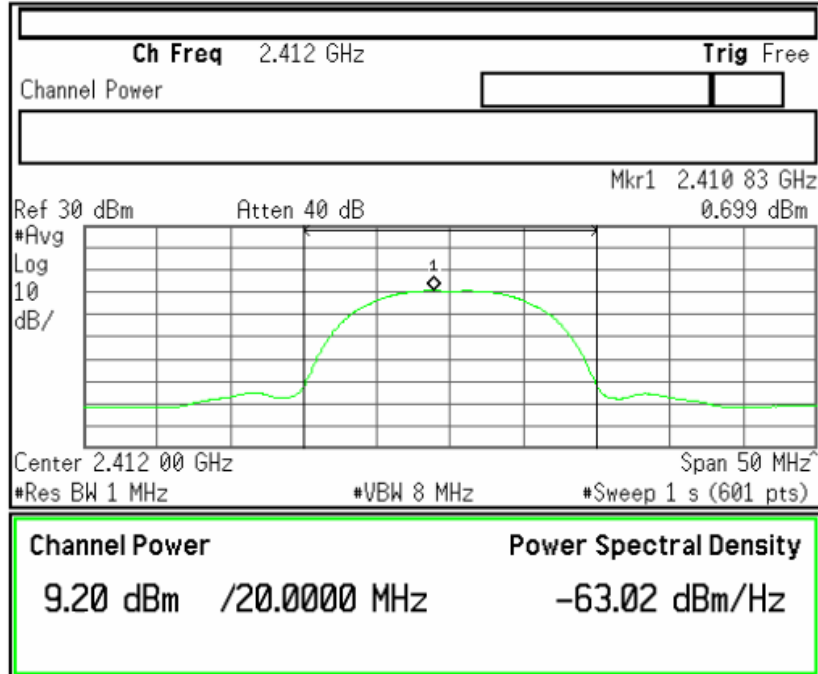 Ch Freq 2.412 GHz Trig Free
Channel Power
Mkr1 2.410 83 GHz
Ref 30 dBm Atten 40 dB 0.699 dBm
#Avg
Log
10
dB/
1
Center 2.412 00 GHz Span 50 MHz^
#Res BW 1 MHz #VBW 8 MHz #Sweep 1 s (601 pts)
Channel Power Power Spectral Density
9.20 dBm /20.0000 MHz -63.02 dBm/Hz